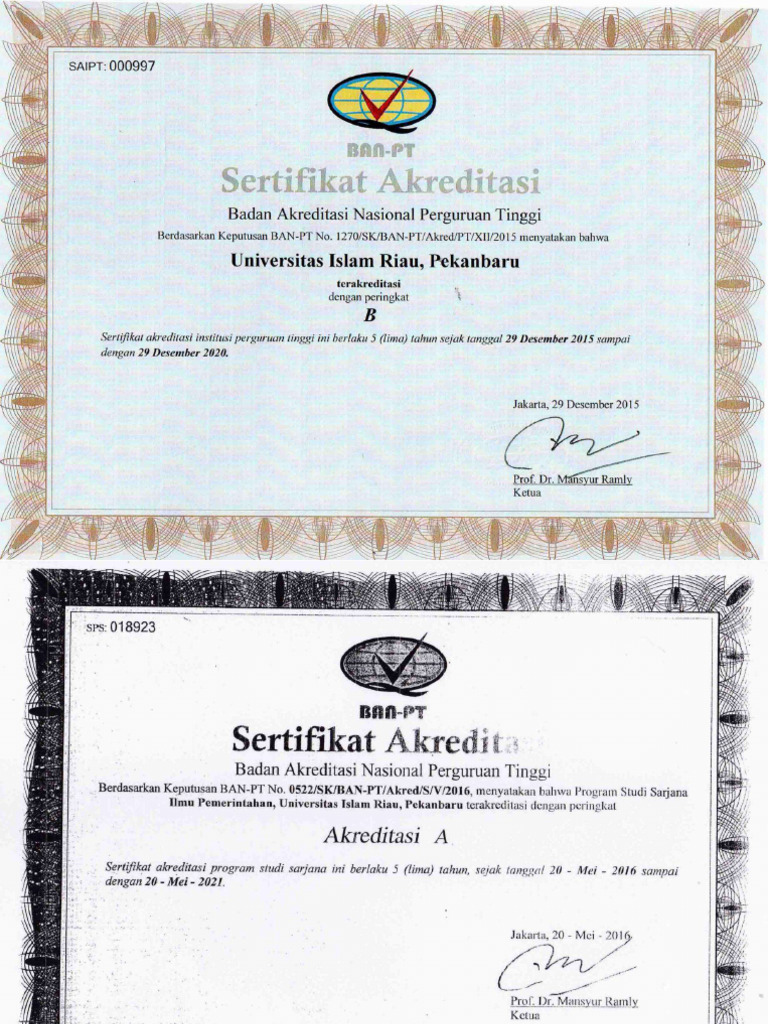 SAIPT: 000997
BAN-PT
Sertifikat Akreditasi
Badan Akreditasi Nasional Perguruan Tinggi
Berdasarkan Keputusan BAN-PT No. 1270/SK/BAN-PT/Akred/PT/XII/2015 menyatakan bahwa
Universitas Islam Riau, Pekanbaru
terakreditasi
dengan peringkat
B
Sertifikat akreditasi institusi perguruan tinggi ini berlaku 5 (lima) tahun sejak tanggal 29 Desember 2015 sampai
dengan 29 Desember 2020.
Jakarta, 29 Desember 2015
Prof. Dr. Mansyur Ramly
Ketua
SPS: 018923
BAN-PT
Sertifikat Akreditasi
Badan Akreditasi Nasional Perguruan Tinggi
Berdasarkan Keputusan BAN-PT No. 0522/SK/BAN-PT/Akred/S/V/2016, menyatakan bahwa Program Studi Sarjana
Ilmu Pemerintahan, Universitas Islam Riau, Pekanbaru terakreditasi dengan peringkat
Akreditasi A
Sertifikat akreditasi program studi sarjana ini berlaku 5 (lima) tahun, sejak tanggal 20 - Mei - 2016 sampai
dengan 20 - Mei - 2021.
Jakarta, 20 - Mei - 2016
Prof. Dr. Mansyur Ramly
Ketua